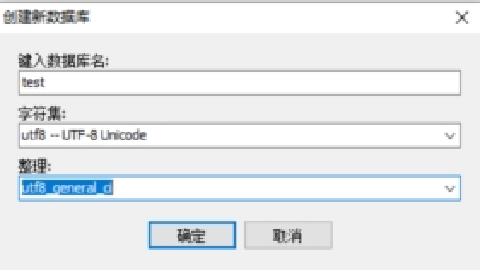 创建新数据库
键入数据库名:
test
字符集:
utf8 -- UTF-8 Unicode
整理:
utf8_general_ci
确定
取消